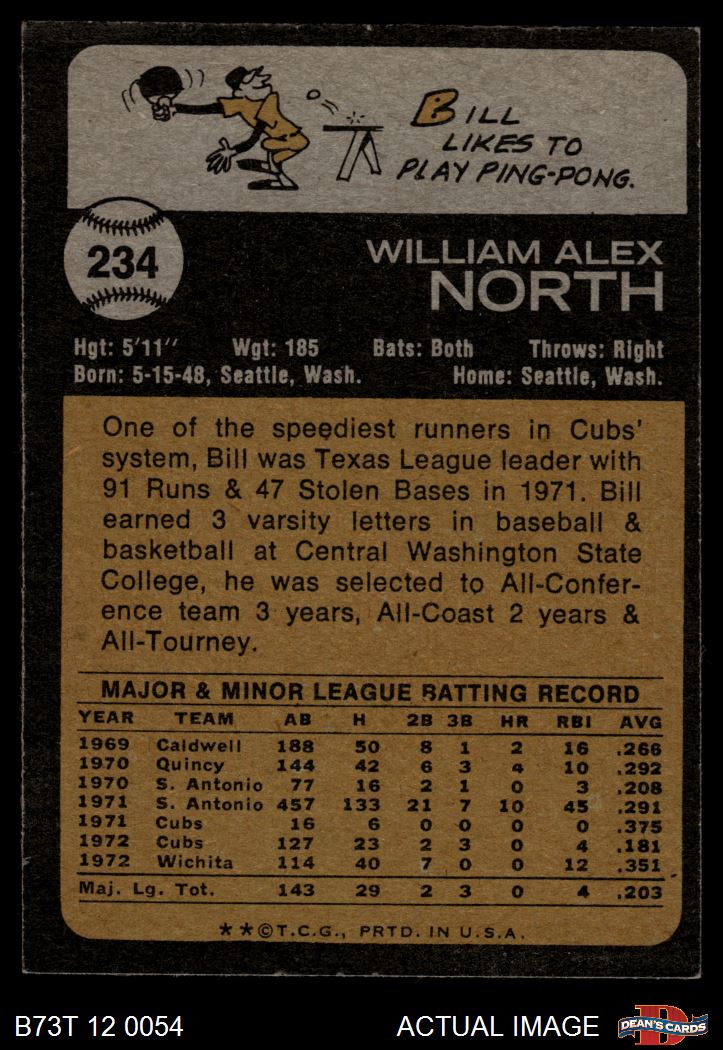 BILL
LIKES TO
PLAY PING-PONG.
234
WILLIAM ALEX
NORTH
Hgt: 5'11" Wgt: 185 Bats: Both Throws: Right
Born: 5-15-48, Seattle, Wash. Home: Seattle, Wash.
One of the speediest runners in Cubs'
system, Bill was Texas League leader with
91 Runs & 47 Stolen Bases in 1971. Bill
earned 3 varsity letters in baseball &
basketball at Central Washington State
College, he was selected to All-Confer-
ence team 3 years, All-Coast 2 years &
All-Tourney.
MAJOR & MINOR LEAGUE BATTING RECORD
YEAR TEAM AB H 2B 3B HR RBI AVG
1969 Caldwell 188 50 8 1 2 16 .266
1970 Quincy 144 42 6 3 4 10 .292
1970 S. Antonio 77 16 2 1 0 3 .208
1971 S. Antonio 457 133 21 7 10 45 .291
1971 Cubs 16 6 0 0 0 0 .375
1972 Cubs 127 23 2 3 0 4 .181
1972 Wichita 114 40 7 0 0 12 .351
Maj. Lg. Tot. 143 29 2 3 0 4 .203
**©T.C.G., PRTD. IN U.S.A.
B73T 12 0054 ACTUAL IMAGE D DEAN'S CARDS